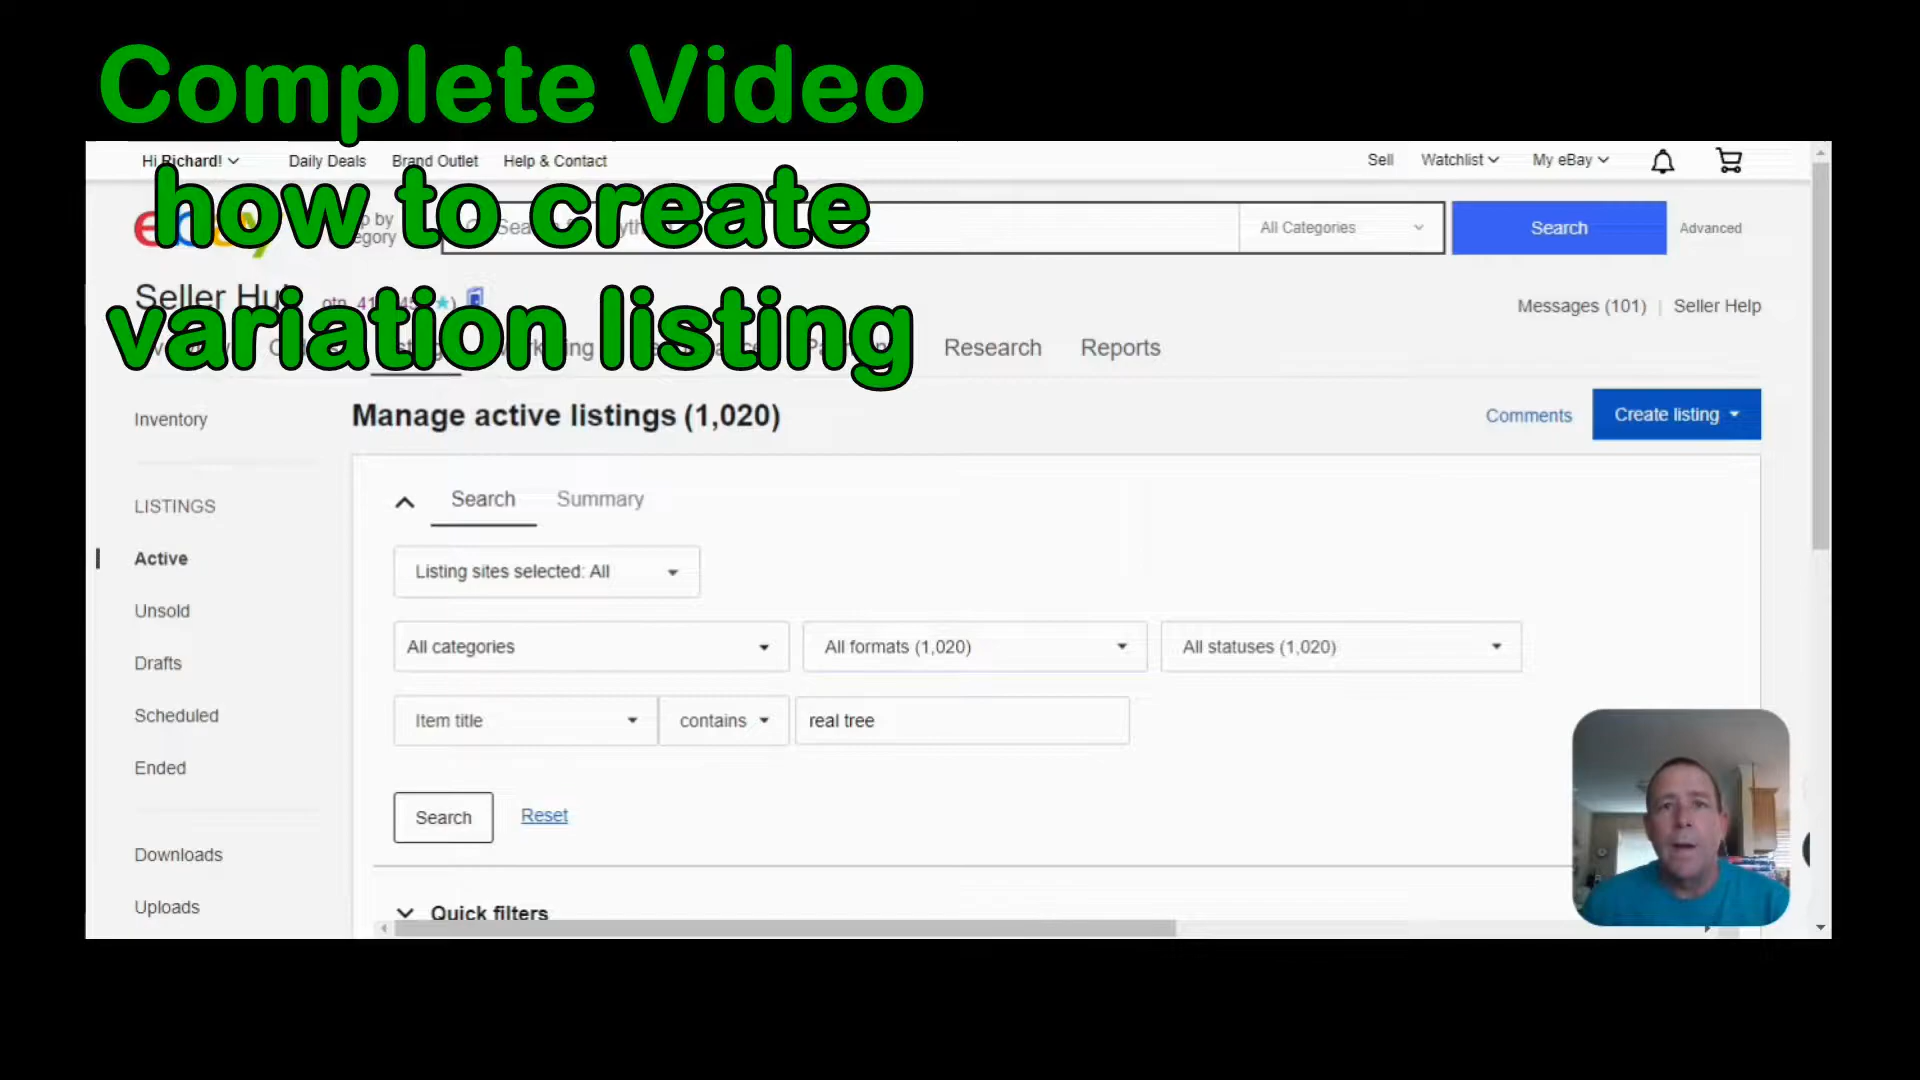 Complete Video
how to create
variation listing
Hi Richard! Daily Deals Brand Outlet Help & Contact
Sell Watchlist My eBay
All Categories Search Advanced
Seller
Messages (101) | Seller Help
Research Reports
Inventory
Manage active listings (1,020)
Comments Create listing
LISTINGS
Search Summary
Active
Listing sites selected: All
Unsold
All categories All formats (1,020) All statuses (1,020)
Drafts
Scheduled
Item title contains real tree
Ended
Search Reset
Downloads
Uploads
Quick filters